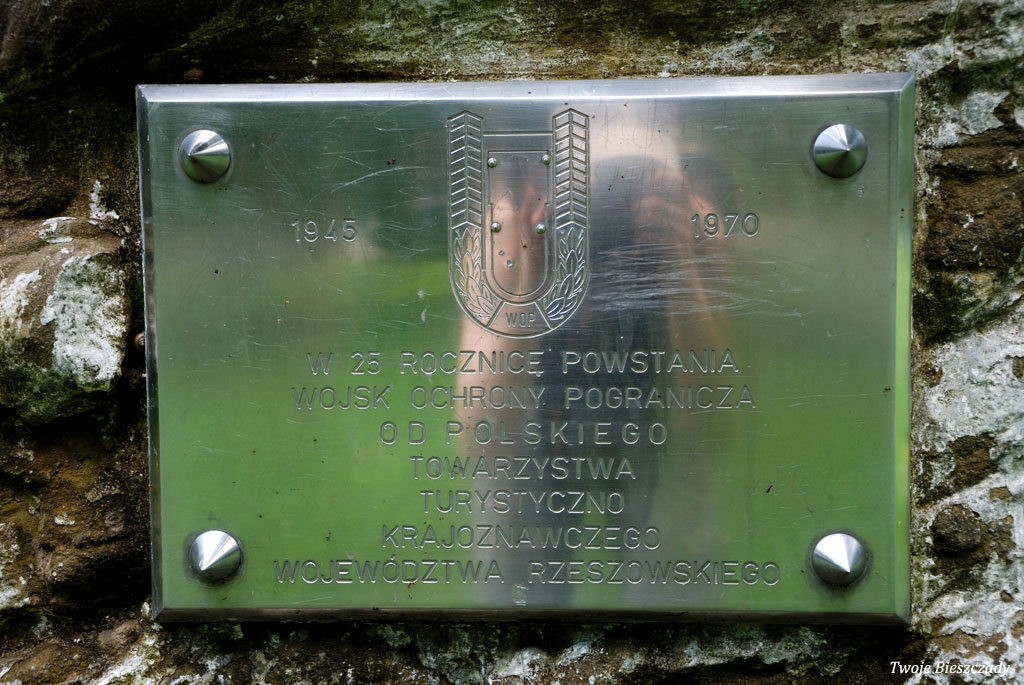 1945 1970
WOP
W 25 ROCZNICĘ POWSTANIA
WOJSK OCHRONY POGRANICZA
OD POLSKIEGO
TOWARZYSTWA
TURYSTYCZNO
KRAJOZNAWCZEGO
WOJEWÓDZTWA RZESZOWSKIEGO
Twoje Bieszczady